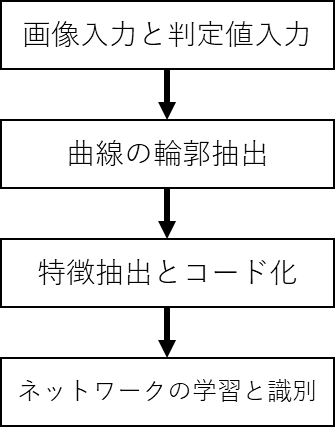 画像入力と判定値入力
曲線の輪郭抽出
特徴抽出とコード化
ネットワークの学習と識別